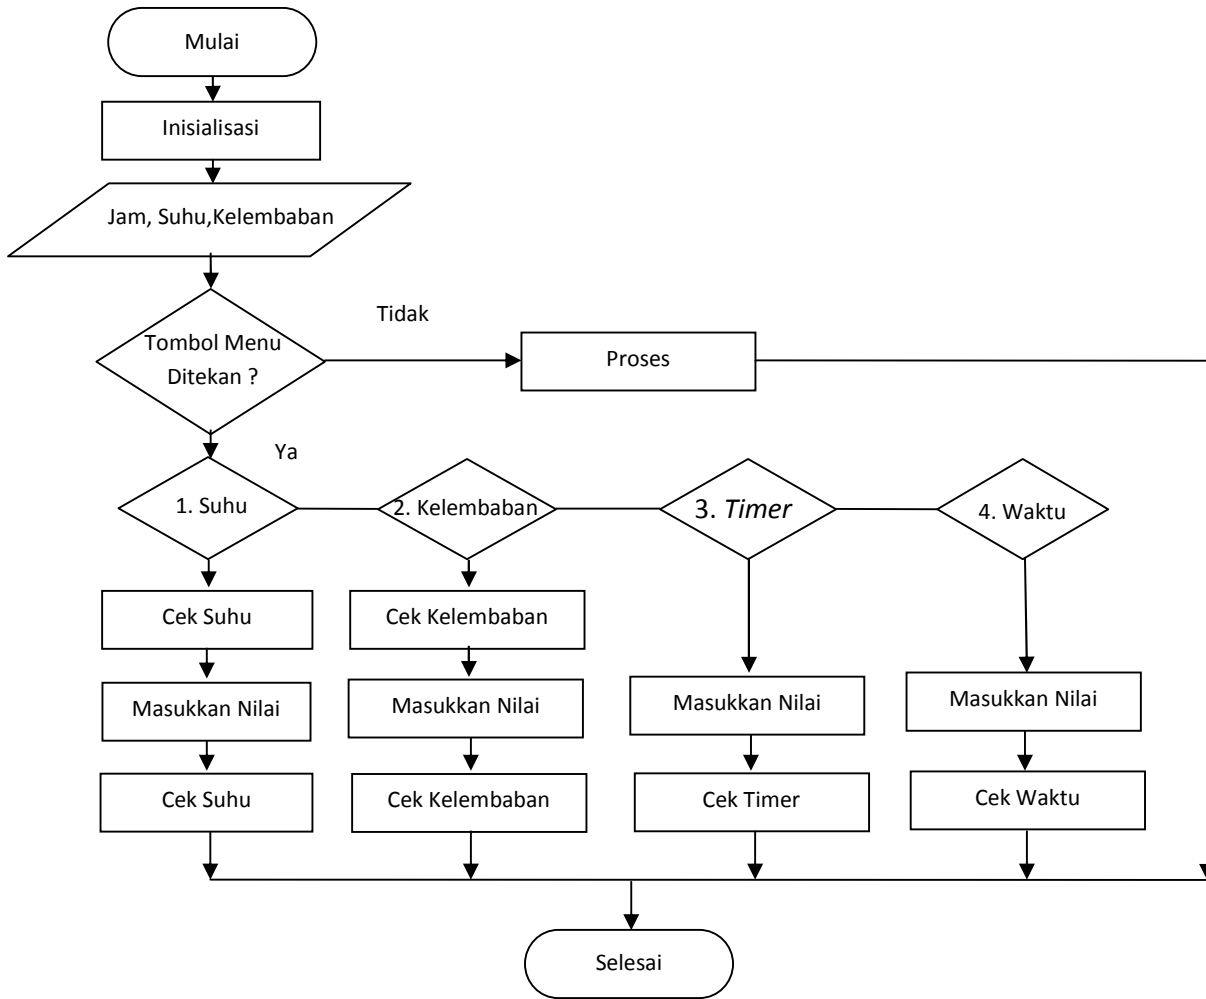 Mulai
Inisialisasi
Jam, Suhu,Kelembaban
Tidak
Tombol Menu
Ditekan ?
Proses
Ya
1. Suhu
2. Kelembaban
3. Timer
4. Waktu
Cek Suhu
Cek Kelembaban
Masukkan Nilai
Masukkan Nilai
Masukkan Nilai
Masukkan Nilai
Cek Suhu
Cek Kelembaban
Cek Timer
Cek Waktu
Selesai